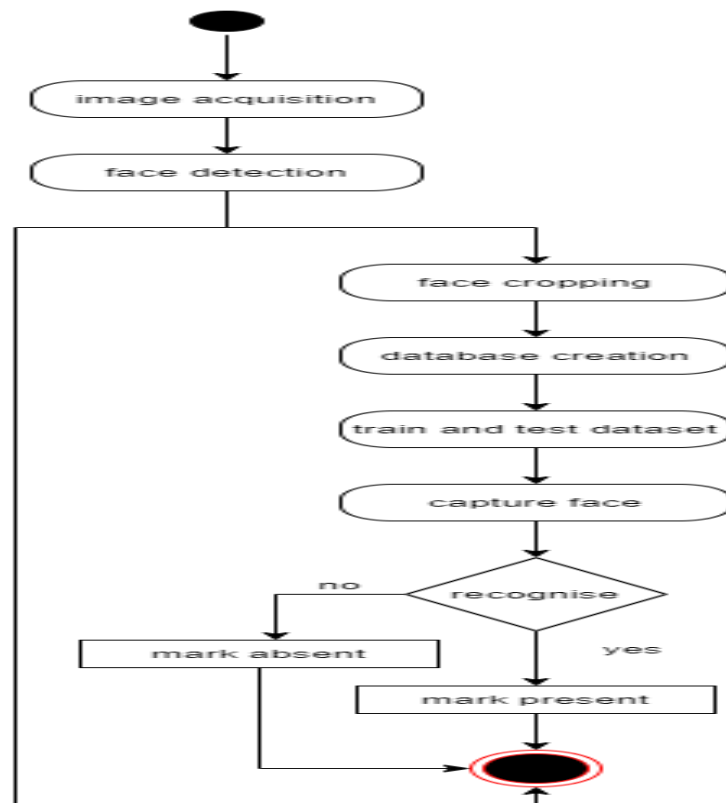 image acquisition
face detection
face cropping
database creation
train and test dataset
capture face
recognise
no
yes
mark absent
mark present